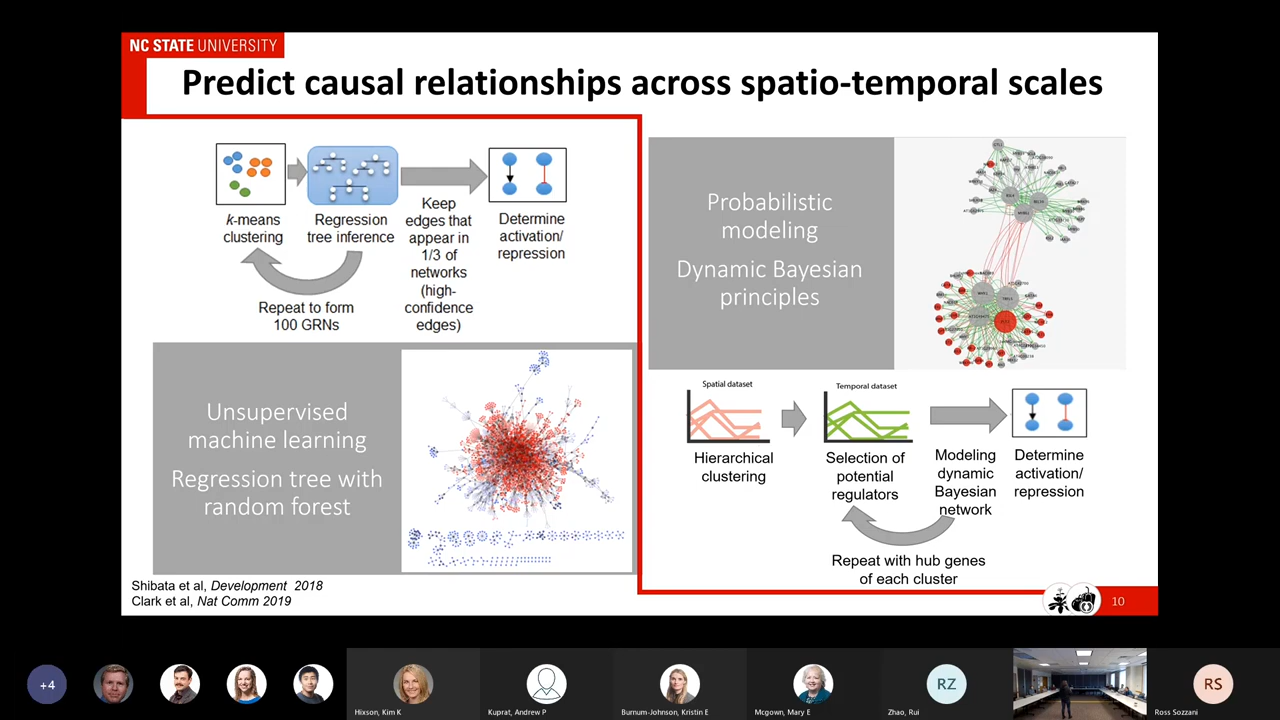 NC STATE UNIVERSITY
Predict causal relationships across spatio-temporal scales
k-means
clustering
Regression
tree inference
Keep
edges that
appear in
1/3 of
networks
(high-
confidence
edges)
Determine
activation/
repression
Repeat to form
100 GRNs
Unsupervised
machine learning
Regression tree with
random forest
Shibata et al, Development 2018
Clark et al, Nat Comm 2019
Probabilistic
modeling
Dynamic Bayesian
principles
Spatial dataset
Temporal dataset
Hierarchical
clustering
Selection of
potential
regulators
Modeling
dynamic
Bayesian
network
Determine
activation/
repression
Repeat with hub genes
of each cluster
10
+4
Hixson, Kim K
Kuprat, Andrew P
Burnum-Johnson, Kristin E
Mcgown, Mary E
RZ
Zhao, Rui
RS
Ross Sozzani